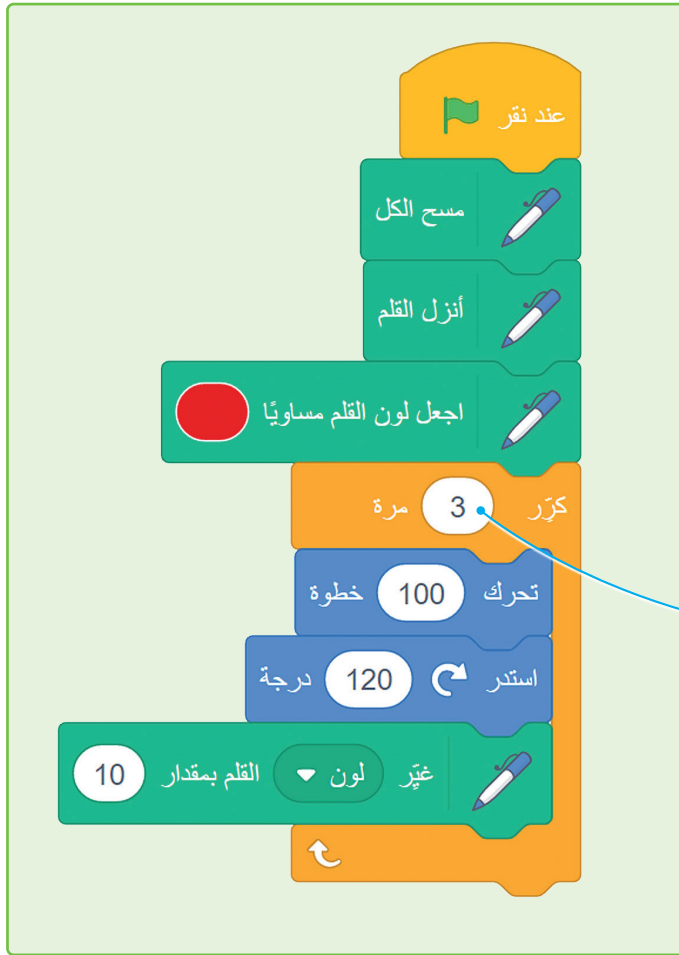 عند نقر
مسح الكل
أنزل القلم
اجعل لون القلم مساويًا
كرِّر 3 مرة
تحرك 100 خطوة
استدر 120 درجة
غيِّر لون القلم بمقدار 10